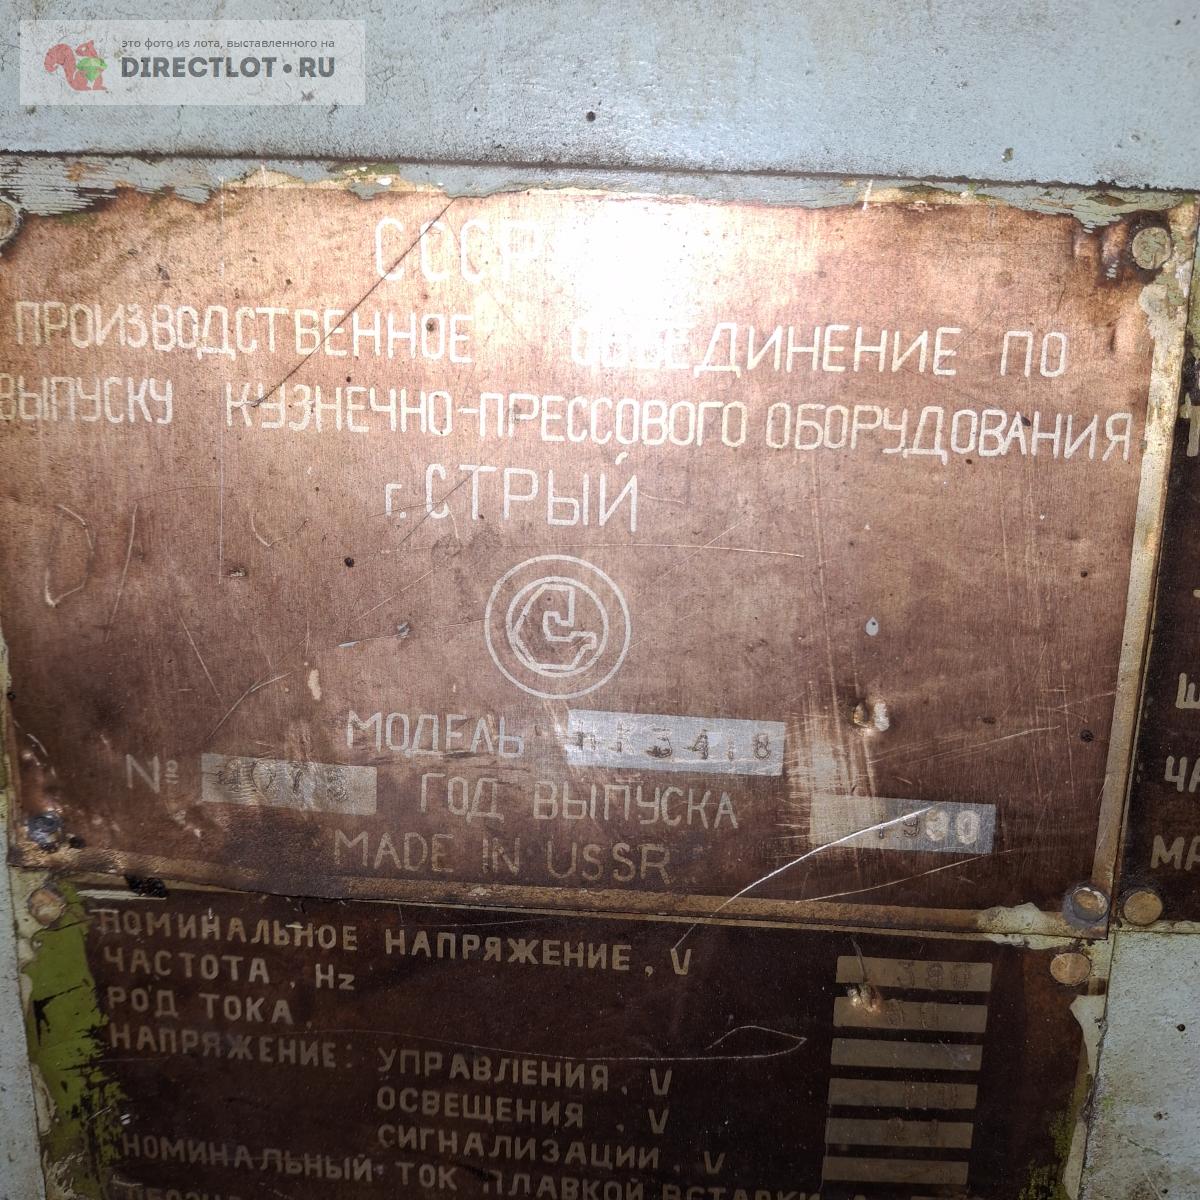 это фото из лота, выставленного на
DIRECTLOT.RU
СССР
ПРОИЗВОДСТВЕННОЕ ОБЪЕДИНЕНИЕ ПО
ВЫПУСКУ КУЗНЕЧНО-ПРЕССОВОГО ОБОРУДОВАНИЯ
г. СТРЫЙ
МОДЕЛЬ
№ ГОД ВЫПУСКА
MADE IN USSR
НОМИНАЛЬНОЕ НАПРЯЖЕНИЕ, V 380
ЧАСТОТА, Hz
РОД ТОКА
НАПРЯЖЕНИЕ: УПРАВЛЕНИЯ, V
ОСВЕЩЕНИЯ, V
СИГНАЛИЗАЦИИ, V
НОМИНАЛЬНЫЙ ТОК ПЛАВКОЙ ВСТАВКИ